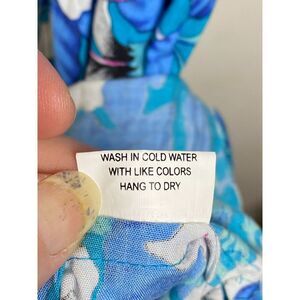 WASH IN COLD WATER
WITH LIKE COLORS
HANG TO DRY